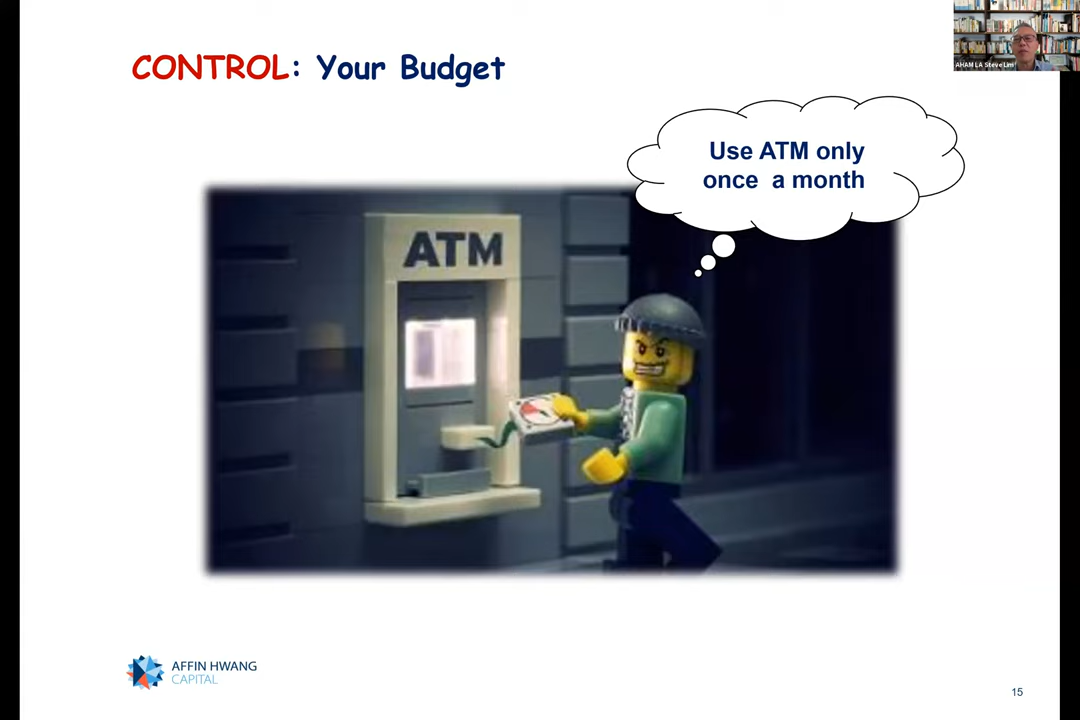 CONTROL: Your Budget
AHAM LA Steve Lim
Use ATM only
once a month
ATM
AFFIN HWANG
CAPITAL
15